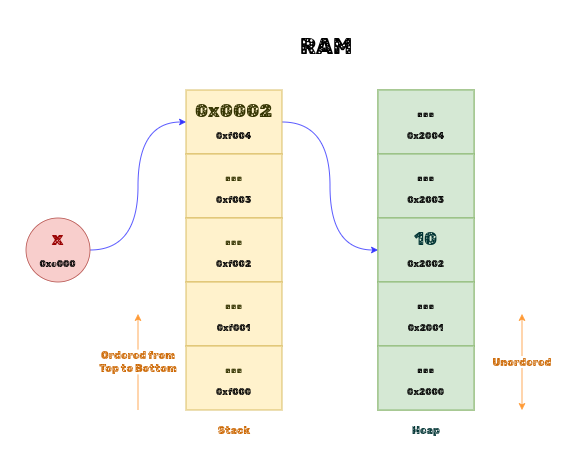 RAM
0x0002
0xf004
...
0xf003
...
0xf002
...
0xf001
...
0xf000
Stack
...
0x2004
...
0x2003
10
0x2002
...
0x2001
...
0x2000
Heap
x
Ordered from
Top to Bottom
Unordered